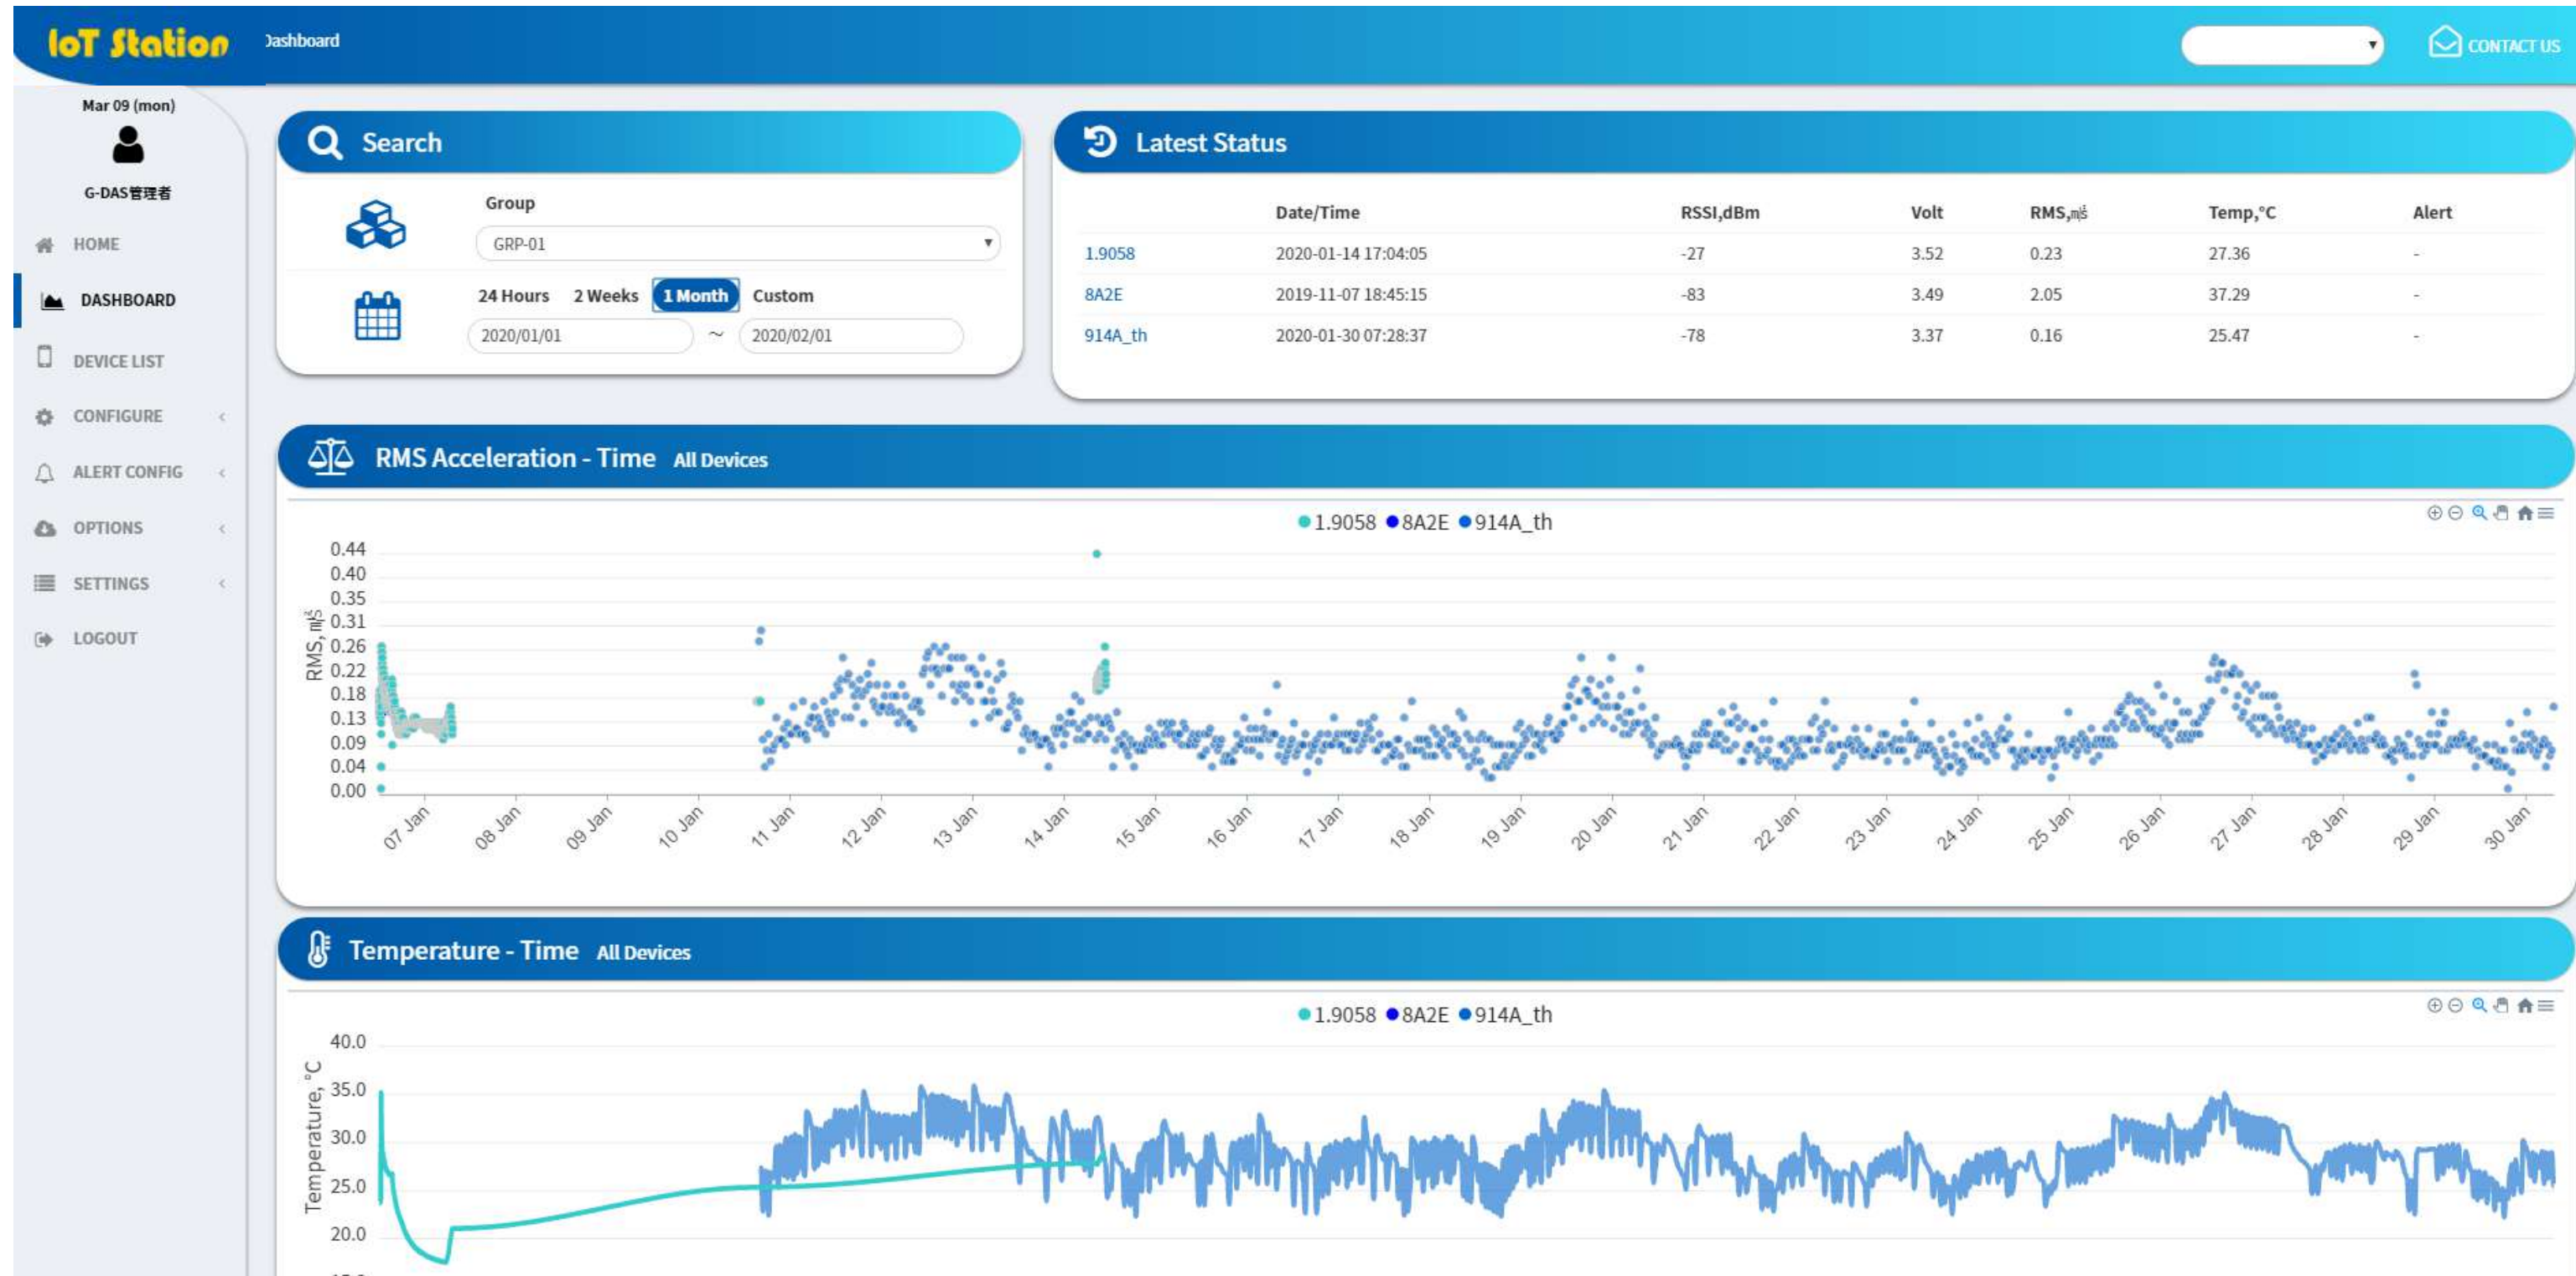 IoT Station
Dashboard
CONTACT US
Mar 09 (mon)
G-DAS管理者
HOME
DASHBOARD
DEVICE LIST
CONFIGURE
ALERT CONFIG
OPTIONS
SETTINGS
LOGOUT
Search
Group
GRP-01
24 Hours 2 Weeks 1 Month Custom
2020/01/01 ～ 2020/02/01
Latest Status
Date/Time RSSI,dBm Volt RMS,㎨ Temp,°C Alert
1.9058 2020-01-14 17:04:05 -27 3.52 0.23 27.36 -
8A2E 2019-11-07 18:45:15 -83 3.49 2.05 37.29 -
914A_th 2020-01-30 07:28:37 -78 3.37 0.16 25.47 -
RMS Acceleration - Time All Devices
1.9058 8A2E 914A_th
RMS, ㎨
0.44
0.40
0.35
0.31
0.26
0.22
0.18
0.13
0.09
0.04
0.00
07 Jan 08 Jan 09 Jan 10 Jan 11 Jan 12 Jan 13 Jan 14 Jan 15 Jan 16 Jan 17 Jan 18 Jan 19 Jan 20 Jan 21 Jan 22 Jan 23 Jan 24 Jan 25 Jan 26 Jan 27 Jan 28 Jan 29 Jan 30 Jan
Temperature - Time All Devices
1.9058 8A2E 914A_th
Temperature, °C
40.0
35.0
30.0
25.0
20.0